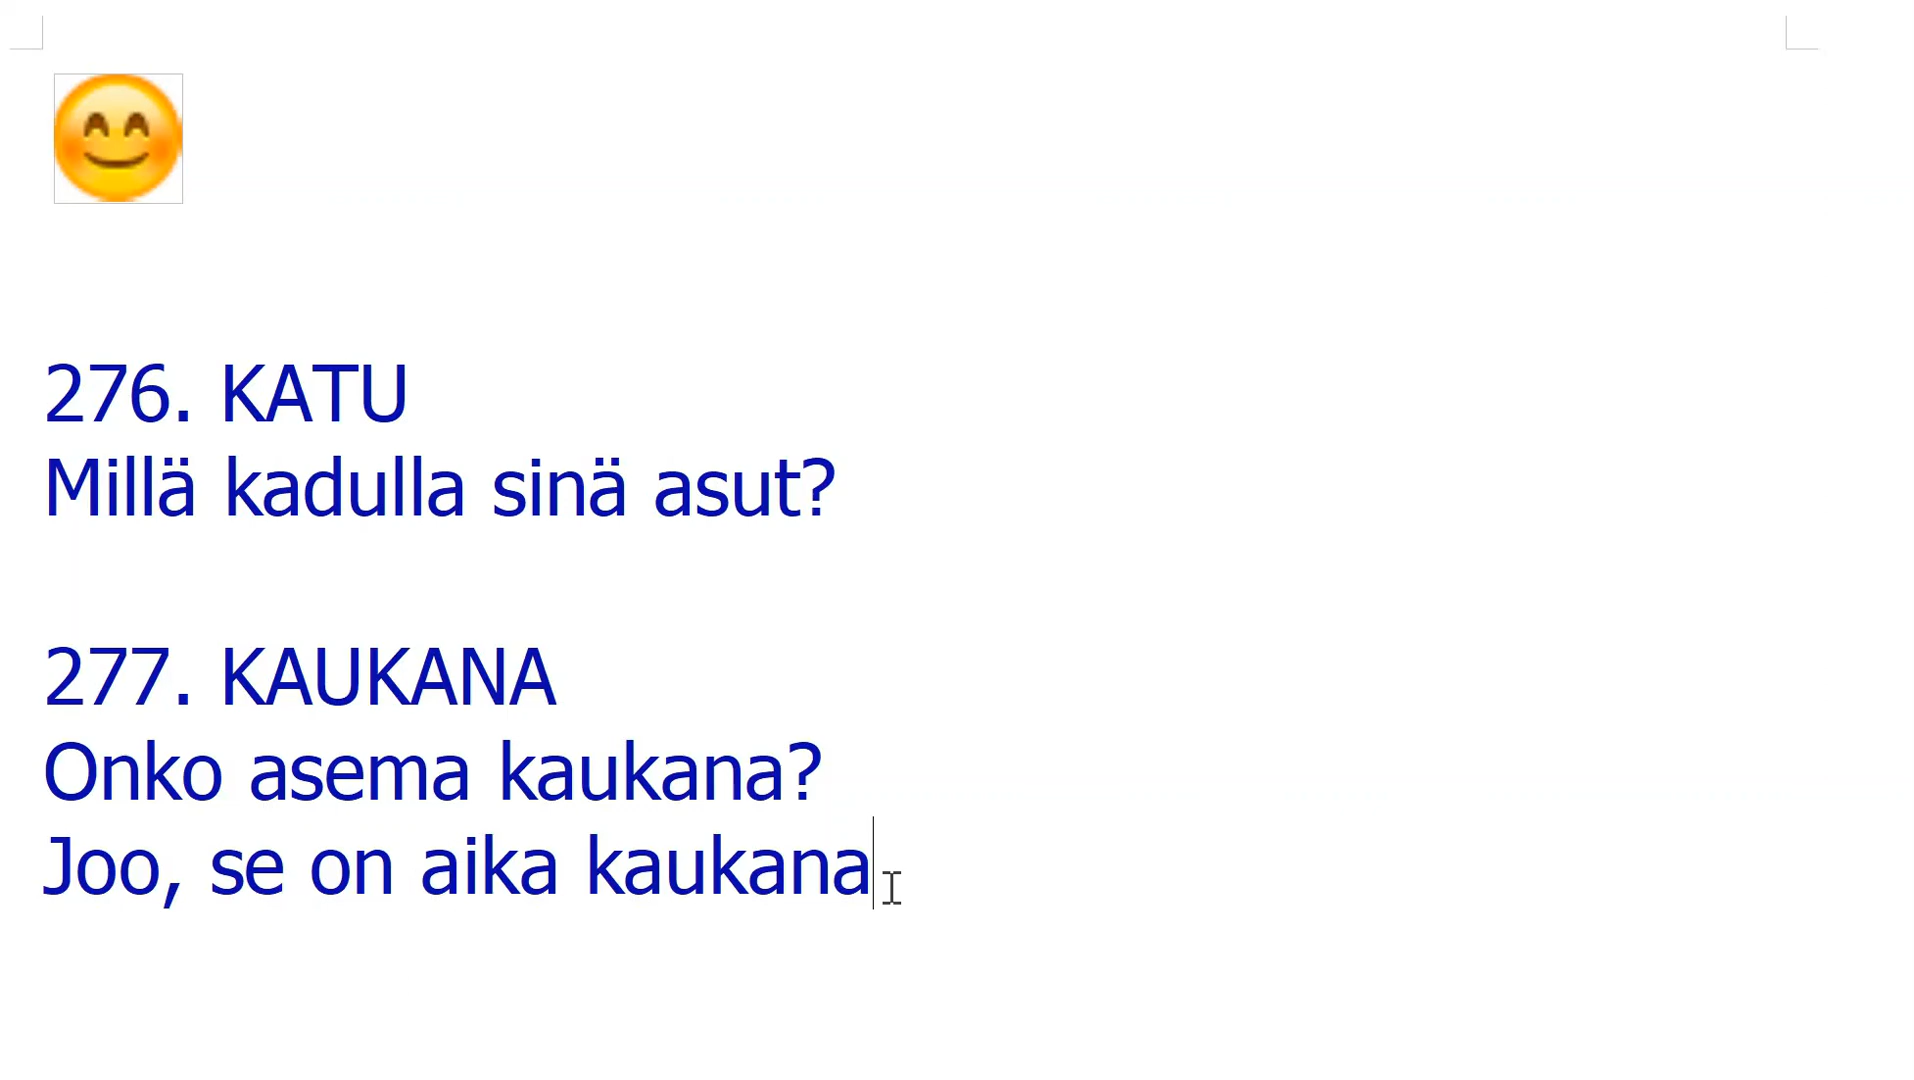 276. KATU
Millä kadulla sinä asut?
277. KAUKANA
Onko asema kaukana?
Joo, se on aika kaukana